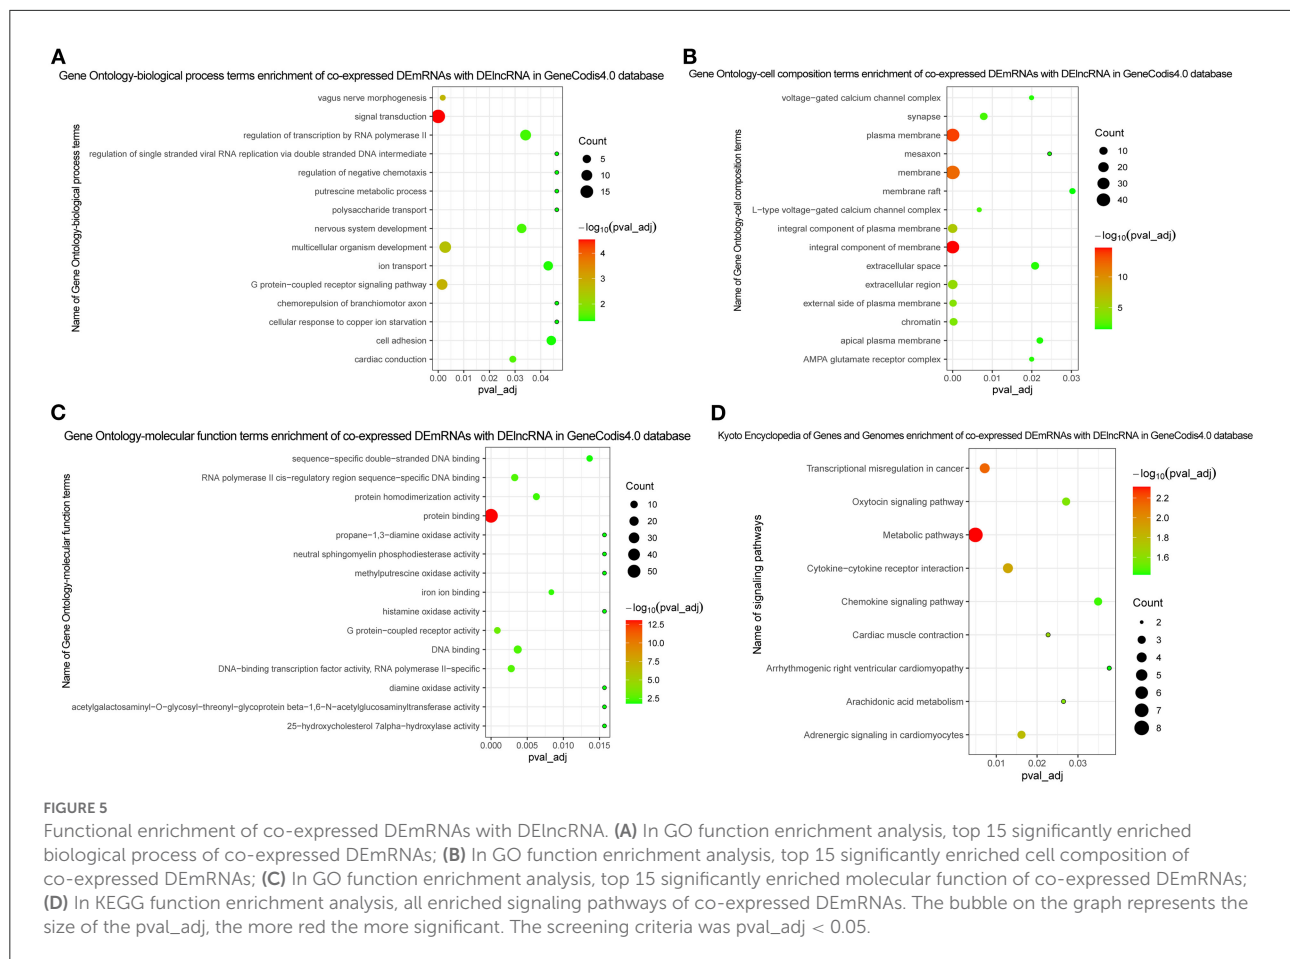 A
Gene Ontology-biological process terms enrichment of co-expressed DEmRNAs with DElncRNA in GeneCodis4.0 database
Name of Gene Ontology-biological process terms
vagus nerve morphogenesis
signal transduction
regulation of transcription by RNA polymerase II
regulation of single stranded viral RNA replication via double stranded DNA intermediate
regulation of negative chemotaxis
putrescine metabolic process
polysaccharide transport
nervous system development
multicellular organism development
ion transport
G protein-coupled receptor signaling pathway
chemorepulsion of branchiomotor axon
cellular response to copper ion starvation
cell adhesion
cardiac conduction
0.00 0.01 0.02 0.03 0.04
pval_adj
Count
5
10
15
−log10(pval_adj)
4
3
2
B
Gene Ontology-cell composition terms enrichment of co-expressed DEmRNAs with DElncRNA in GeneCodis4.0 database
Name of Gene Ontology-cell composition terms
voltage-gated calcium channel complex
synapse
plasma membrane
mesaxon
membrane
membrane raft
L-type voltage-gated calcium channel complex
integral component of plasma membrane
integral component of membrane
extracellular space
extracellular region
external side of plasma membrane
chromatin
apical plasma membrane
AMPA glutamate receptor complex
0.00 0.01 0.02 0.03
pval_adj
Count
10
20
30
40
−log10(pval_adj)
10
5
C
Gene Ontology-molecular function terms enrichment of co-expressed DEmRNAs with DElncRNA in GeneCodis4.0 database
Name of Gene Ontology-molecular function terms
sequence-specific double-stranded DNA binding
RNA polymerase II cis-regulatory region sequence-specific DNA binding
protein homodimerization activity
protein binding
propane-1,3-diamine oxidase activity
neutral sphingomyelin phosphodiesterase activity
methylputrescine oxidase activity
iron ion binding
histamine oxidase activity
G protein-coupled receptor activity
DNA binding
DNA-binding transcription factor activity, RNA polymerase II-specific
diamine oxidase activity
acetylgalactosaminyl-O-glycosyl-threonyl-glycoprotein beta-1,6-N-acetylglucosaminyltransferase activity
25-hydroxycholesterol 7alpha-hydroxylase activity
0.000 0.005 0.010 0.015
pval_adj
Count
10
20
30
40
50
−log10(pval_adj)
12.5
10.0
7.5
5.0
2.5
D
Kyoto Encyclopedia of Genes and Genomes enrichment of co-expressed DEmRNAs with DElncRNA in GeneCodis4.0 database
Name of signaling pathways
Transcriptional misregulation in cancer
Oxytocin signaling pathway
Metabolic pathways
Cytokine-cytokine receptor interaction
Chemokine signaling pathway
Cardiac muscle contraction
Arrhythmogenic right ventricular cardiomyopathy
Arachidonic acid metabolism
Adrenergic signaling in cardiomyocytes
0.01 0.02 0.03
pval_adj
−log10(pval_adj)
2.2
2.0
1.8
1.6
Count
2
3
4
5
6
7
8
FIGURE 5
Functional enrichment of co-expressed DEmRNAs with DElncRNA. (A) In GO function enrichment analysis, top 15 significantly enriched
biological process of co-expressed DEmRNAs; (B) In GO function enrichment analysis, top 15 significantly enriched cell composition of
co-expressed DEmRNAs; (C) In GO function enrichment analysis, top 15 significantly enriched molecular function of co-expressed DEmRNAs;
(D) In KEGG function enrichment analysis, all enriched signaling pathways of co-expressed DEmRNAs. The bubble on the graph represents the
size of the pval_adj, the more red the more significant. The screening criteria was pval_adj < 0.05.